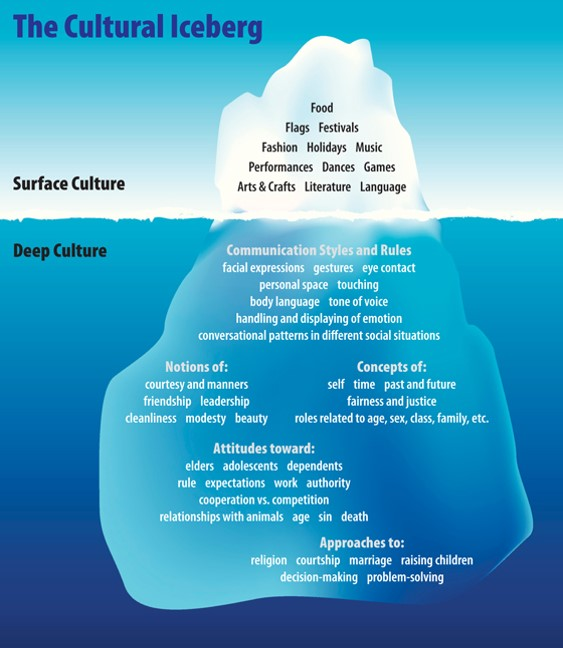 The Cultural Iceberg
Food
Flags Festivals
Fashion Holidays Music
Performances Dances Games
Arts & Crafts Literature Language
Surface Culture
Deep Culture
Communication Styles and Rules
facial expressions gestures eye contact
personal space touching
body language tone of voice
handling and displaying of emotion
conversational patterns in different social situations
Notions of:
courtesy and manners
friendship leadership
cleanliness modesty beauty
Concepts of:
self time past and future
fairness and justice
roles related to age, sex, class, family, etc.
Attitudes toward:
elders adolescents dependents
rule expectations work authority
cooperation vs. competition
relationships with animals age sin death
Approaches to:
religion courtship marriage raising children
decision-making problem-solving